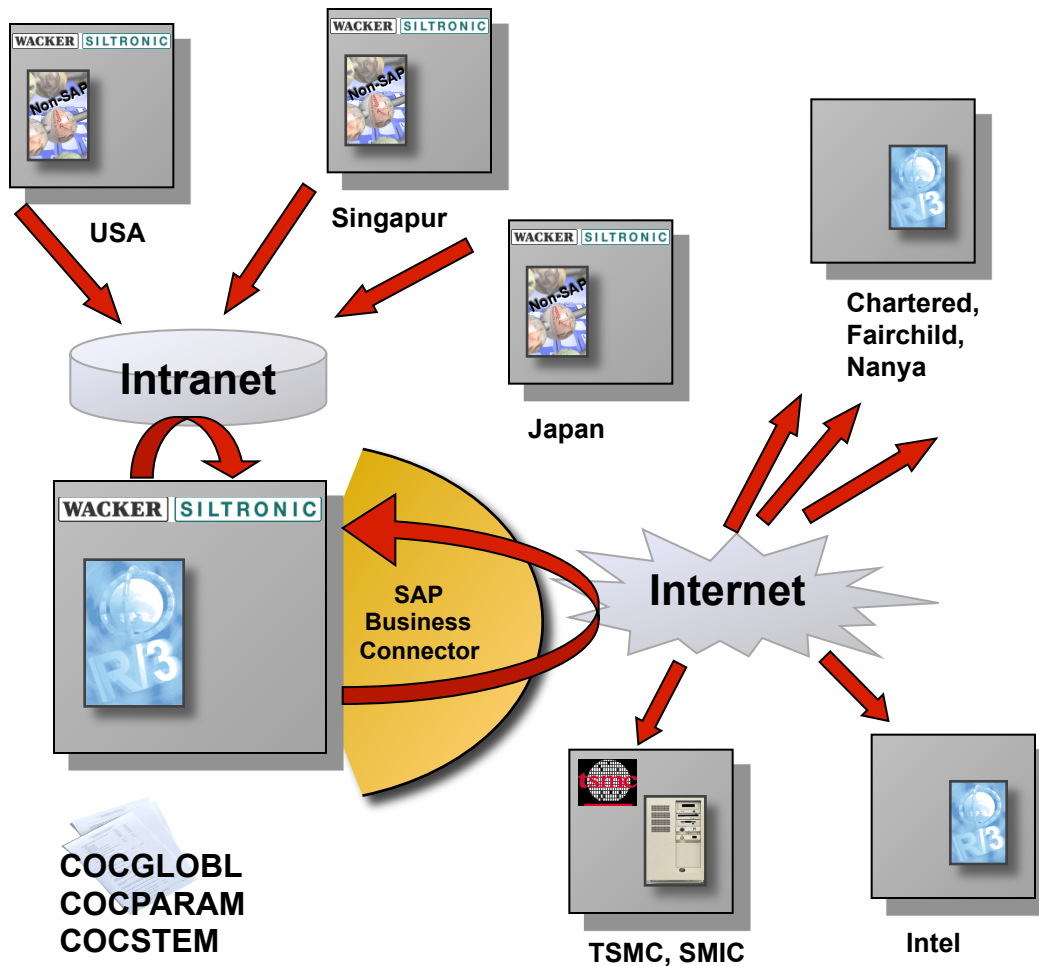 WACKER SILTRONIC
Non-SAP
USA
WACKER SILTRONIC
Non-SAP
Singapur
WACKER SILTRONIC
Non-SAP
Japan
R/3
Chartered,
Fairchild,
Nanya
Intranet
WACKER SILTRONIC
R/3
SAP
Business
Connector
Internet
COCGLOBL
COCPARAM
COCSTEM
tsmc
TSMC, SMIC
R/3
Intel